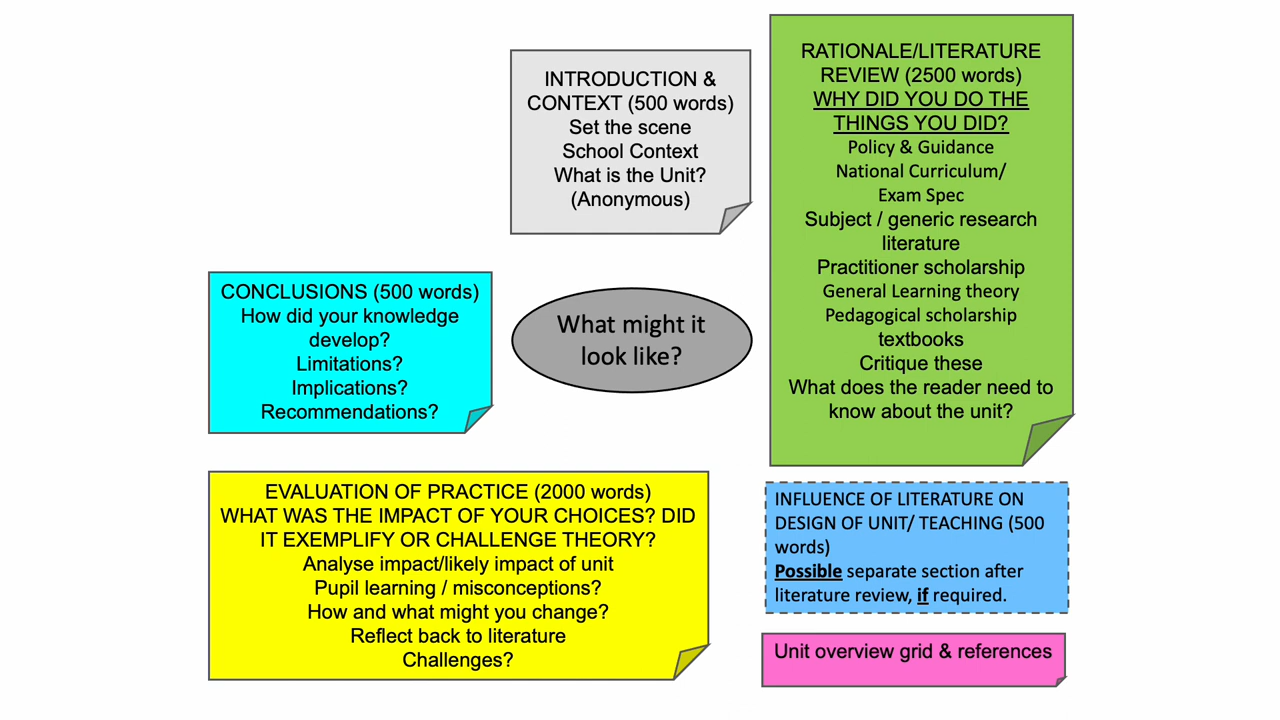 INTRODUCTION &
CONTEXT (500 words)
Set the scene
School Context
What is the Unit?
(Anonymous)
RATIONALE/LITERATURE
REVIEW (2500 words)
WHY DID YOU DO THE
THINGS YOU DID?
Policy & Guidance
National Curriculum/
Exam Spec
Subject / generic research
literature
Practitioner scholarship
General Learning theory
Pedagogical scholarship
textbooks
Critique these
What does the reader need to
know about the unit?
CONCLUSIONS (500 words)
How did your knowledge
develop?
Limitations?
Implications?
Recommendations?
What might it
look like?
EVALUATION OF PRACTICE (2000 words)
WHAT WAS THE IMPACT OF YOUR CHOICES? DID
IT EXEMPLIFY OR CHALLENGE THEORY?
Analyse impact/likely impact of unit
Pupil learning / misconceptions?
How and what might you change?
Reflect back to literature
Challenges?
INFLUENCE OF LITERATURE ON
DESIGN OF UNIT/ TEACHING (500
words)
Possible separate section after
literature review, if required.
Unit overview grid & references